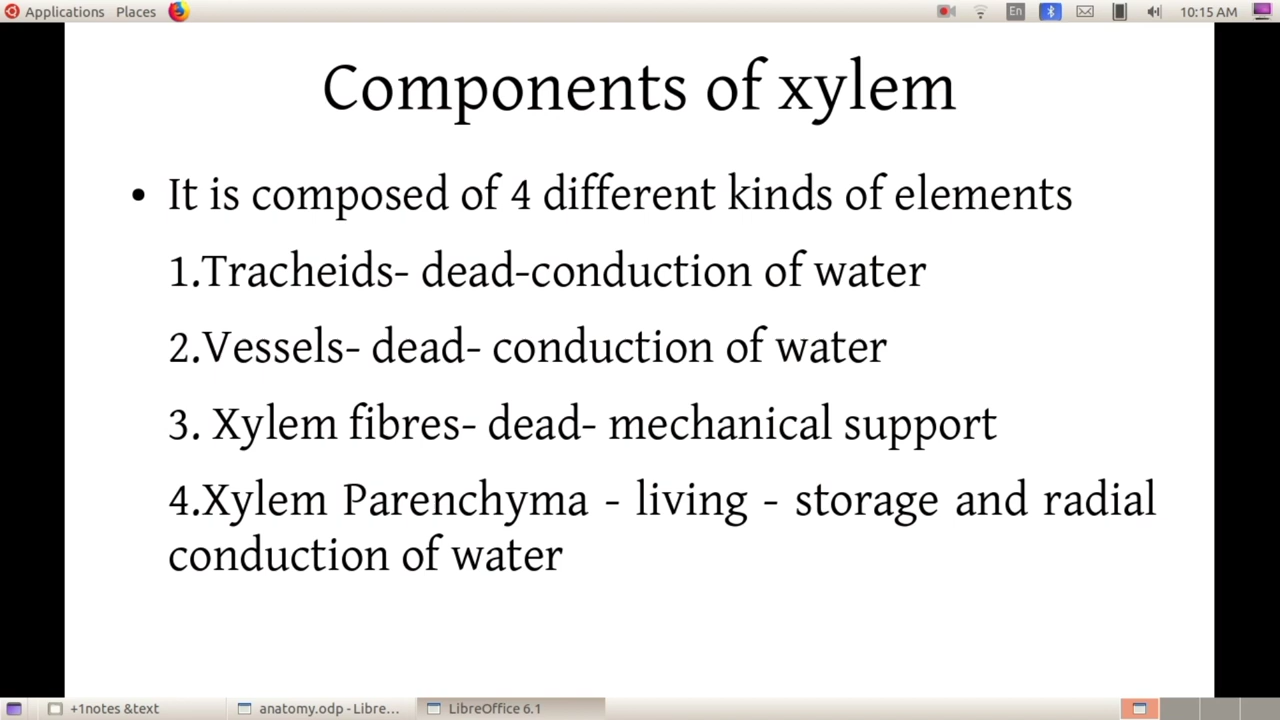 Applications Places En 10:15 AM
Components of xylem
• It is composed of 4 different kinds of elements
1.Tracheids- dead-conduction of water
2.Vessels- dead- conduction of water
3. Xylem fibres- dead- mechanical support
4.Xylem Parenchyma - living - storage and radial
conduction of water
+1notes &text anatomy.odp - Libre... LibreOffice 6.1